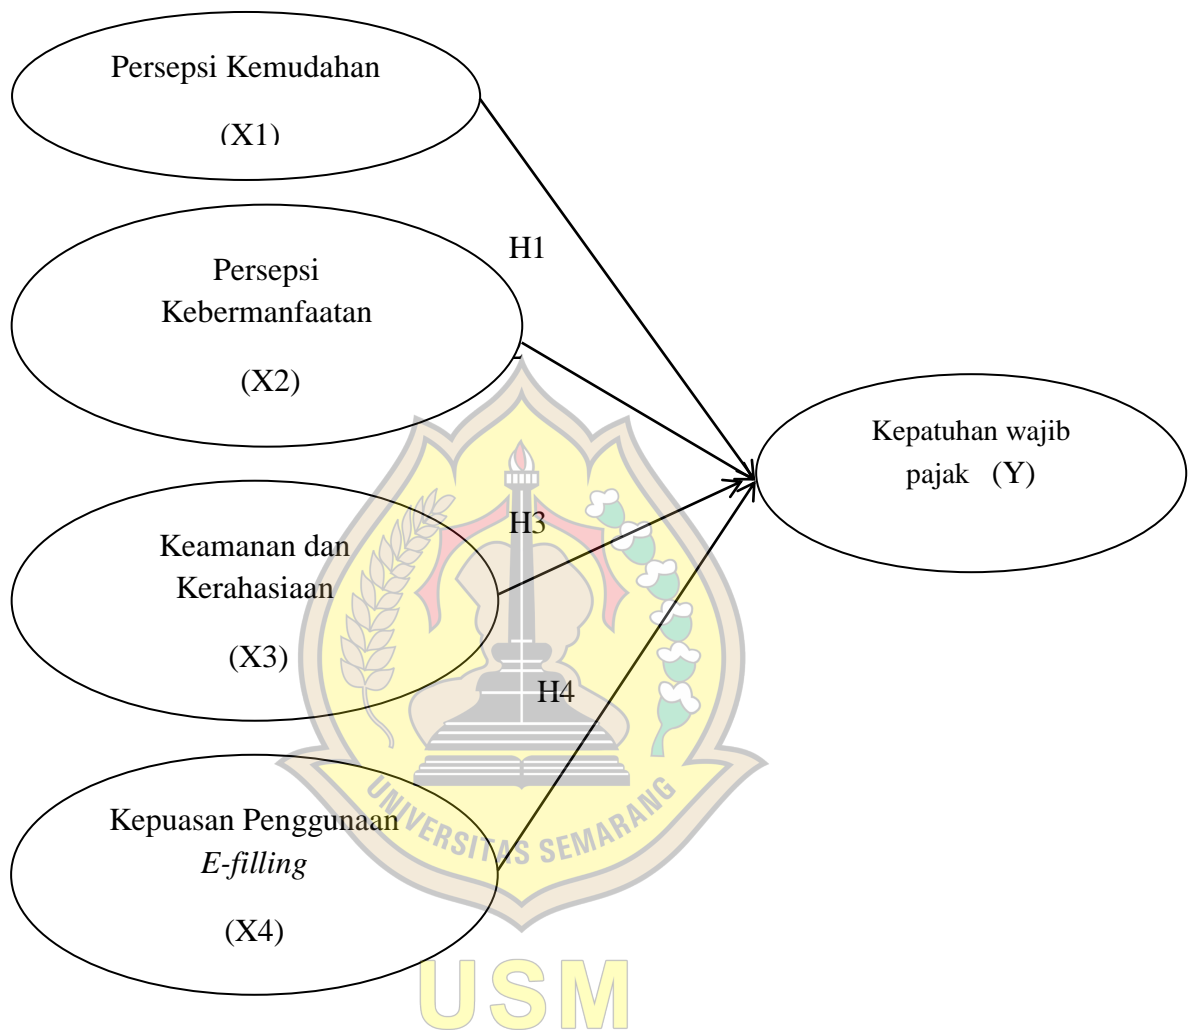 Persepsi Kemudahan
(X1)
H1
Persepsi
Kebermanfaatan
(X2)
Kepatuhan wajib
pajak (Y)
H3
Keamanan dan
Kerahasiaan
(X3)
H4
Kepuasan Penggunaan
E-filling
(X4)
UNIVERSITAS SEMARANG
USM